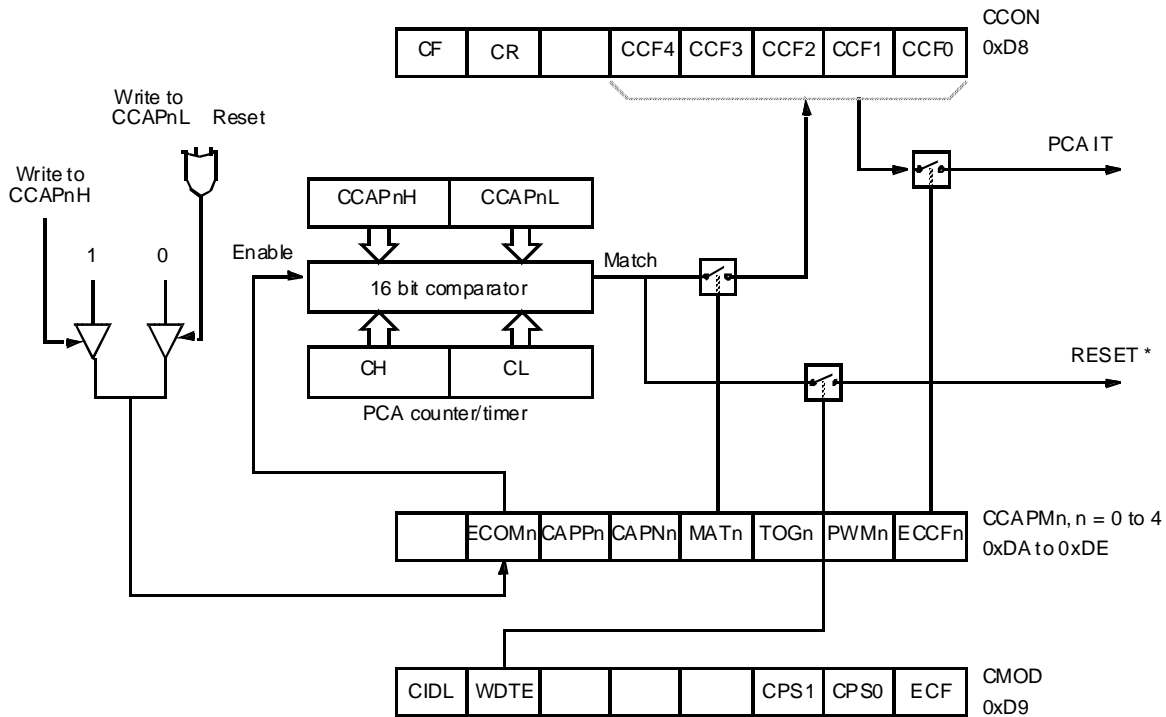 CCON
CF CR CCF4 CCF3 CCF2 CCF1 CCF0
0xD8
Write to
CCAPnL Reset
PCA IT
Write to
CCAPnH
CCAPnH CCAPnL
1 0
Enable
Match
16 bit comparator
RESET *
CH CL
PCA counter/timer
ECOMn CAPPn CAPNn MATn TOGn PWMn ECCFn
CCAPMn, n = 0 to 4
0xDA to 0xDE
CIDL WDTE CPS1 CPS0 ECF
CMOD
0xD9